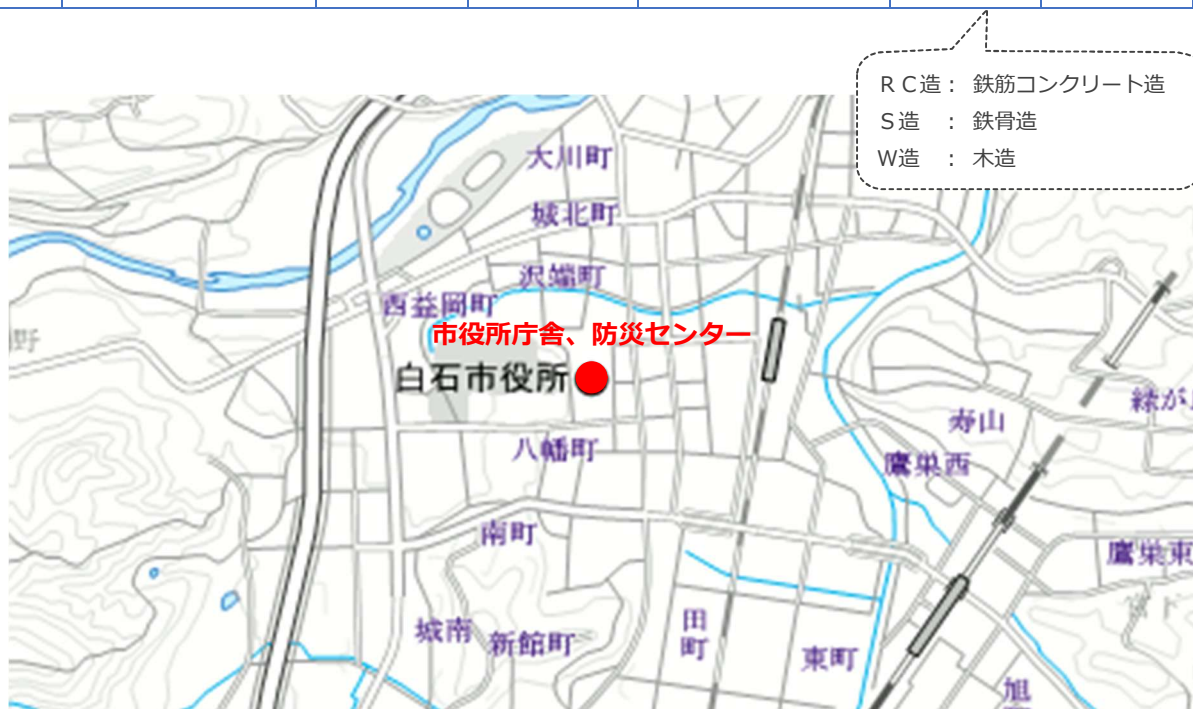 ＲＣ造： 鉄筋コンクリート造
Ｓ造 ： 鉄骨造
W造 ： 木造
大川町
城北町
沢端町
西益岡町
市役所庁舎、防災センター
野
白石市役所
緑が
寿山
八幡町
鷹巣西
南町
鷹巣東
城南
新館町
田町
東町
旭